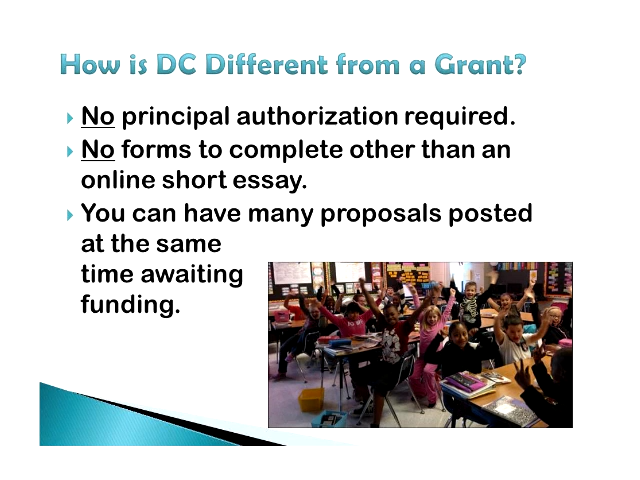 How is DC Different from a Grant?
No principal authorization required.
No forms to complete other than an
online short essay.
You can have many proposals posted
at the same
time awaiting
funding.